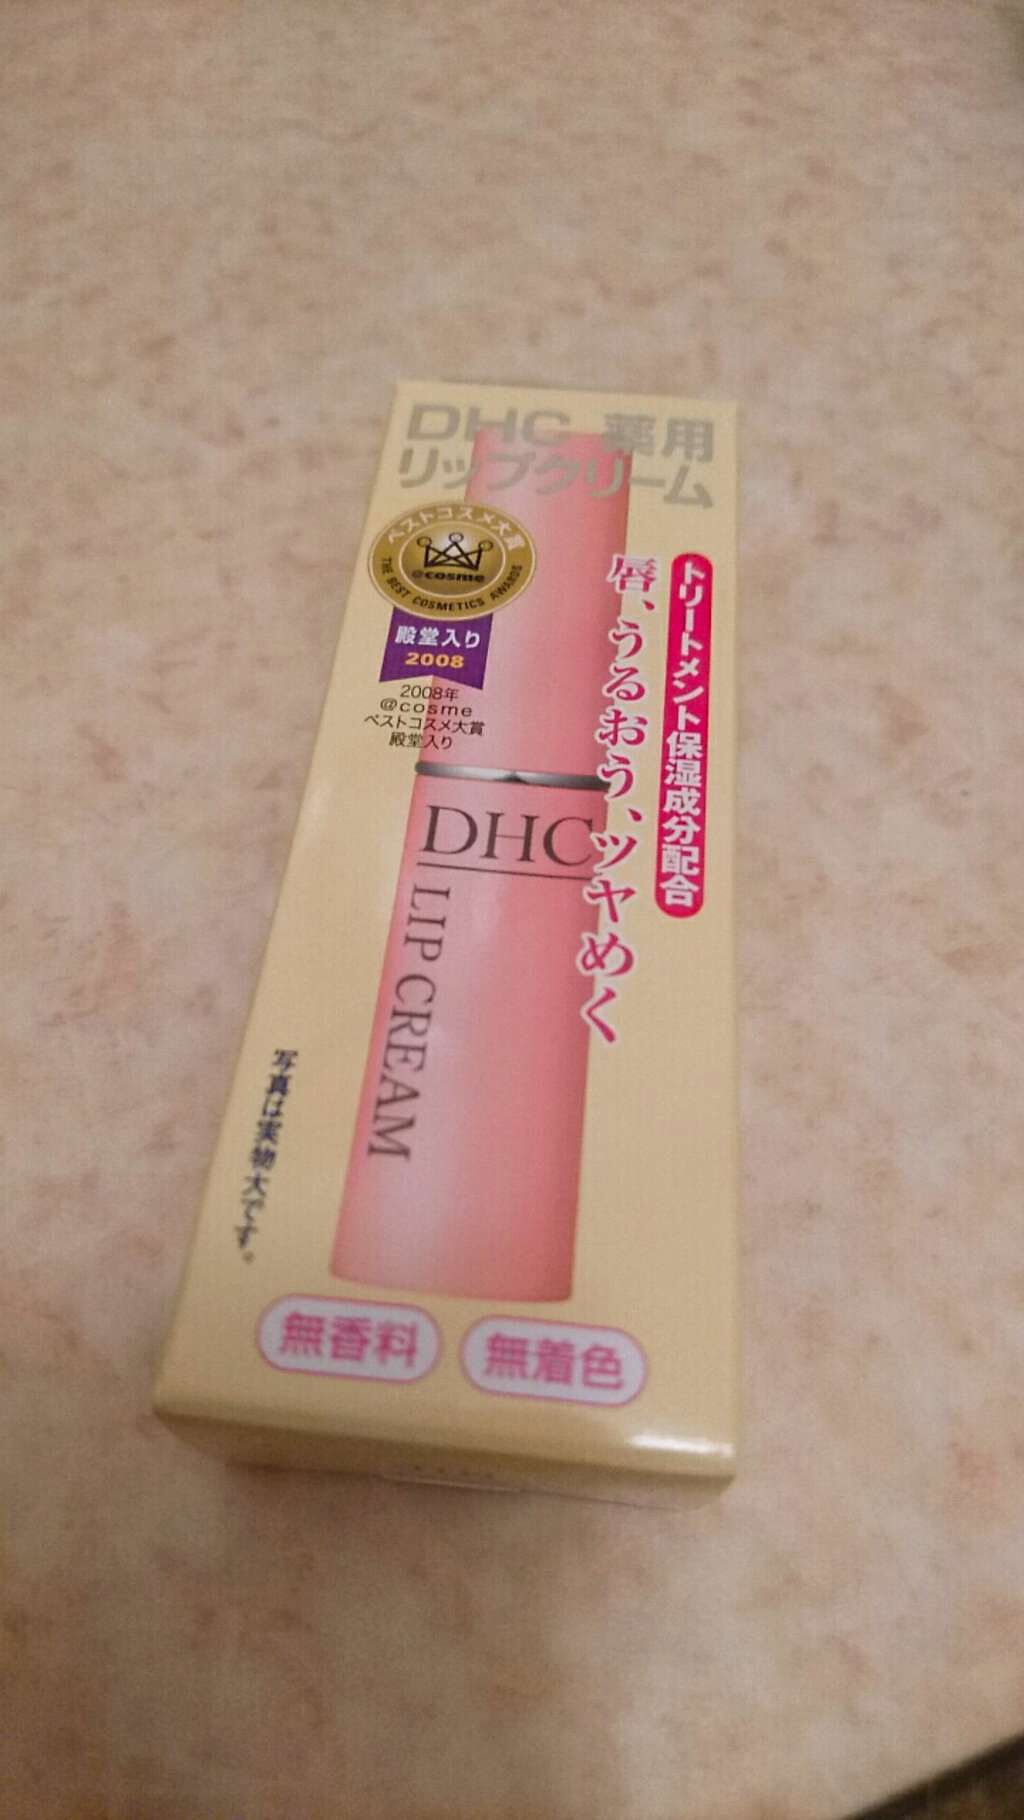 DHC 薬用
リップクリーム
ベストコスメ大賞
@cosme
THE BEST COSMETICS AWARDS
殿堂入り
2008
2008年
@cosme
ベストコスメ大賞
殿堂入り
トリートメント保湿成分配合
唇、うるおう、ツヤめく
DHC
LIP CREAM
写真は実物大です。
無香料
無着色